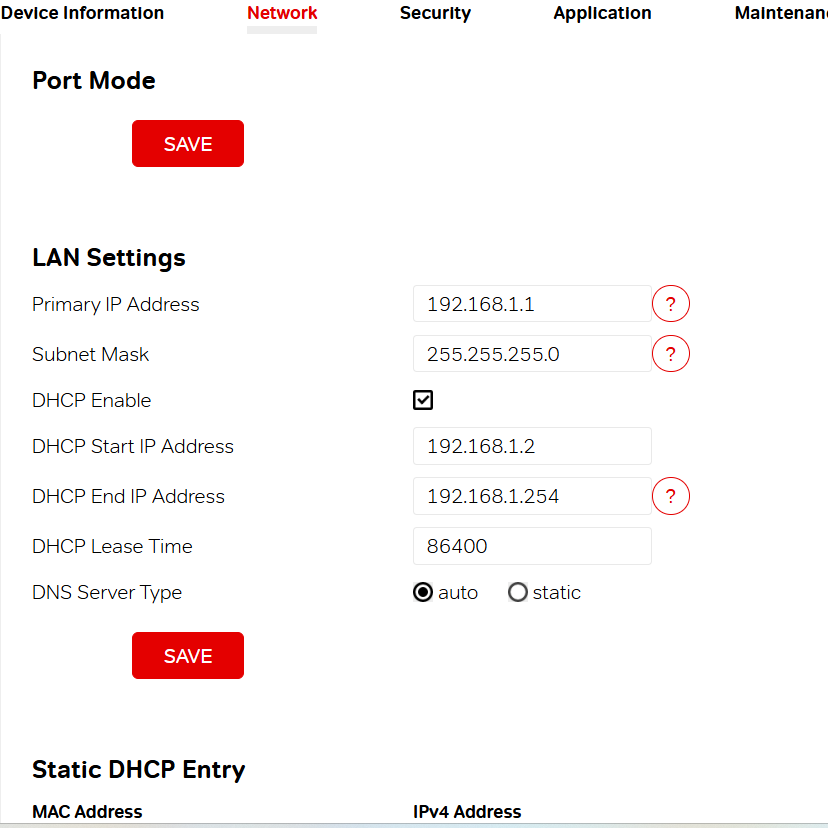 Device Information Network Security Application Maintenan
Port Mode
SAVE
LAN Settings
Primary IP Address 192.168.1.1 ?
Subnet Mask 255.255.255.0 ?
DHCP Enable
DHCP Start IP Address 192.168.1.2
DHCP End IP Address 192.168.1.254 ?
DHCP Lease Time 86400
DNS Server Type auto static
SAVE
Static DHCP Entry
MAC Address IPv4 Address